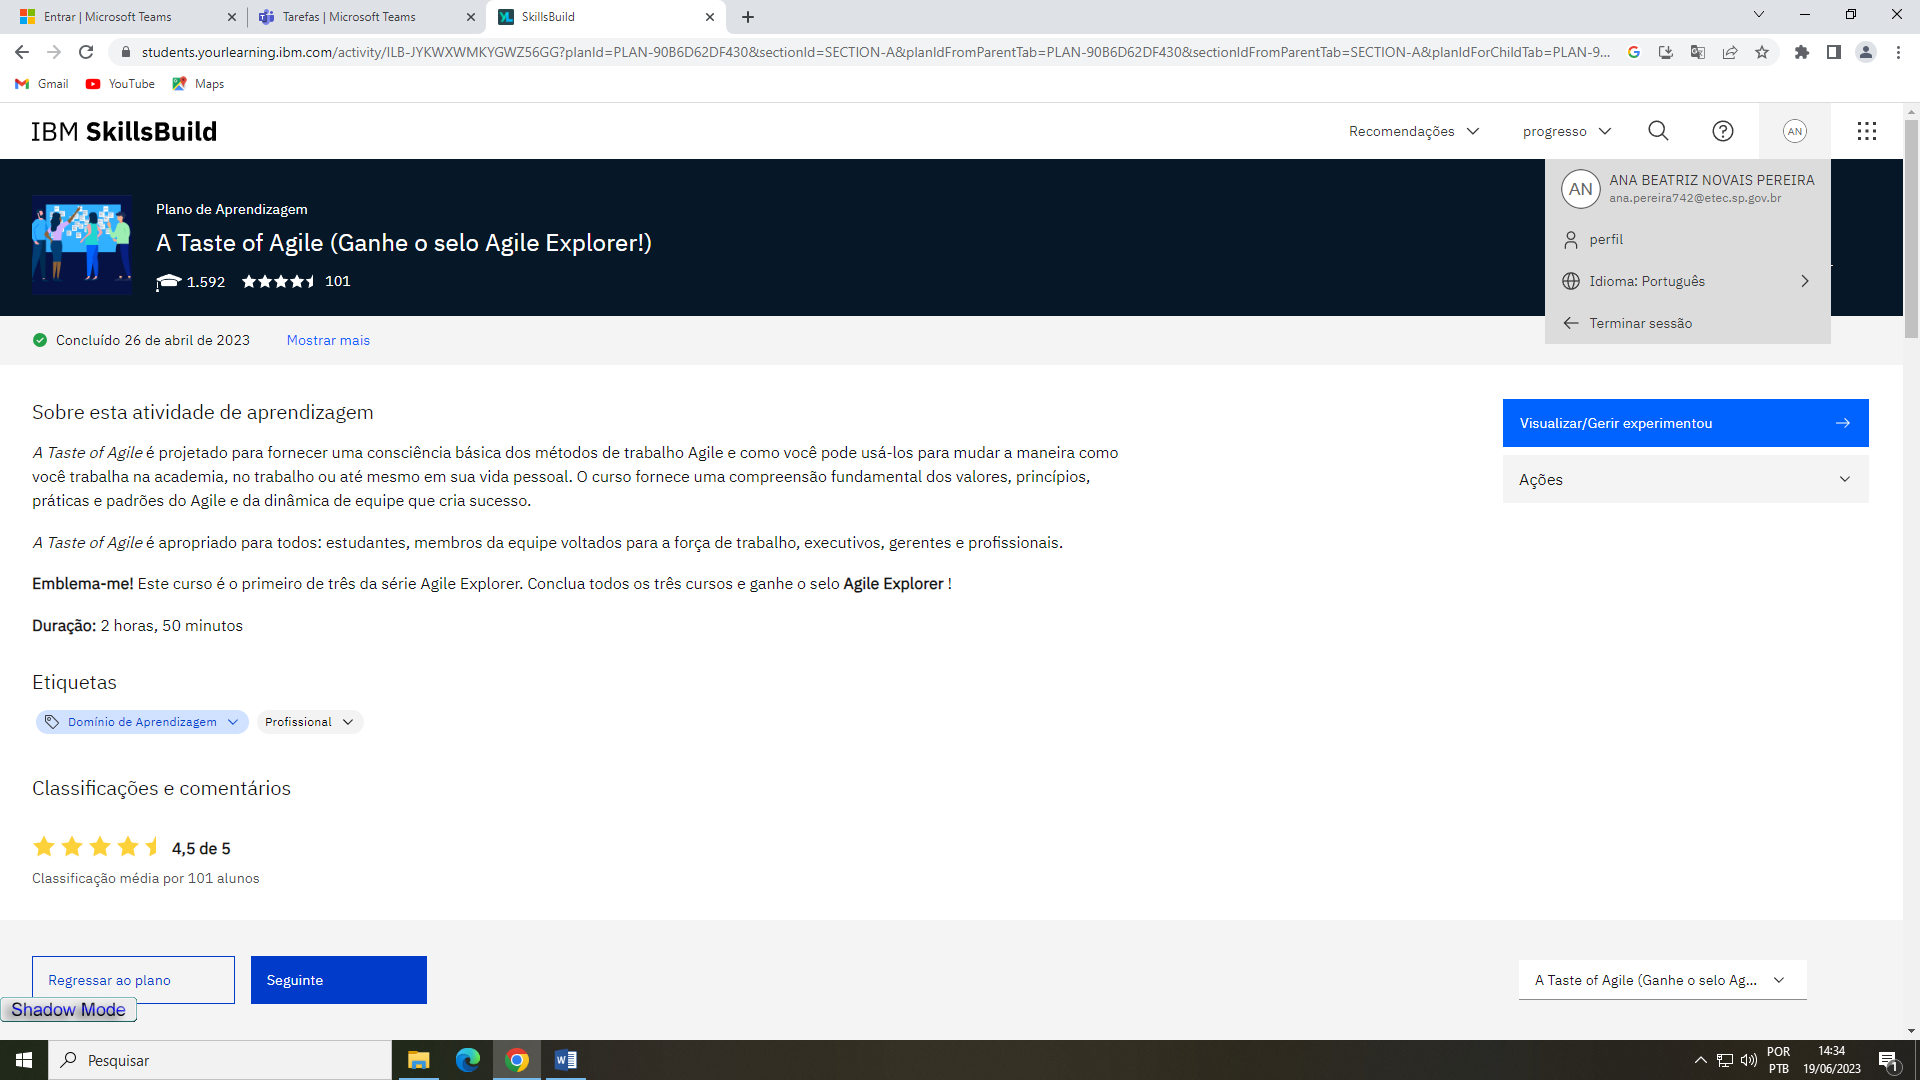 Entrar | Microsoft Teams
Tarefas | Microsoft Teams
SkillsBuild
students.yourlearning.ibm.com/activity/ILB-JYKWXWMKYGWZ56GG?planId=PLAN-90B6D62DF430&sectionId=SECTION-A&planIdFromParentTab=PLAN-90B6D62DF430&sectionIdFromParentTab=SECTION-A&planIdForChildTab=PLAN-9...
Gmail
YouTube
Maps
IBM SkillsBuild
Recomendações
progresso
AN
AN
ANA BEATRIZ NOVAIS PEREIRA
ana.pereira742@etec.sp.gov.br
perfil
Idioma: Português
Terminar sessão
Plano de Aprendizagem
A Taste of Agile (Ganhe o selo Agile Explorer!)
1.592
101
Concluído 26 de abril de 2023
Mostrar mais
Sobre esta atividade de aprendizagem
A Taste of Agile é projetado para fornecer uma consciência básica dos métodos de trabalho Agile e como você pode usá-los para mudar a maneira como
você trabalha na academia, no trabalho ou até mesmo em sua vida pessoal. O curso fornece uma compreensão fundamental dos valores, princípios,
práticas e padrões do Agile e da dinâmica de equipe que cria sucesso.
A Taste of Agile é apropriado para todos: estudantes, membros da equipe voltados para a força de trabalho, executivos, gerentes e profissionais.
Emblema-me! Este curso é o primeiro de três da série Agile Explorer. Conclua todos os três cursos e ganhe o selo Agile Explorer !
Duração: 2 horas, 50 minutos
Visualizar/Gerir experimentou
Ações
Etiquetas
Domínio de Aprendizagem
Profissional
Classificações e comentários
4,5 de 5
Classificação média por 101 alunos
Regressar ao plano
Seguinte
A Taste of Agile (Ganhe o selo Ag...
Shadow Mode
Pesquisar
POR
PTB
14:34
19/06/2023
1